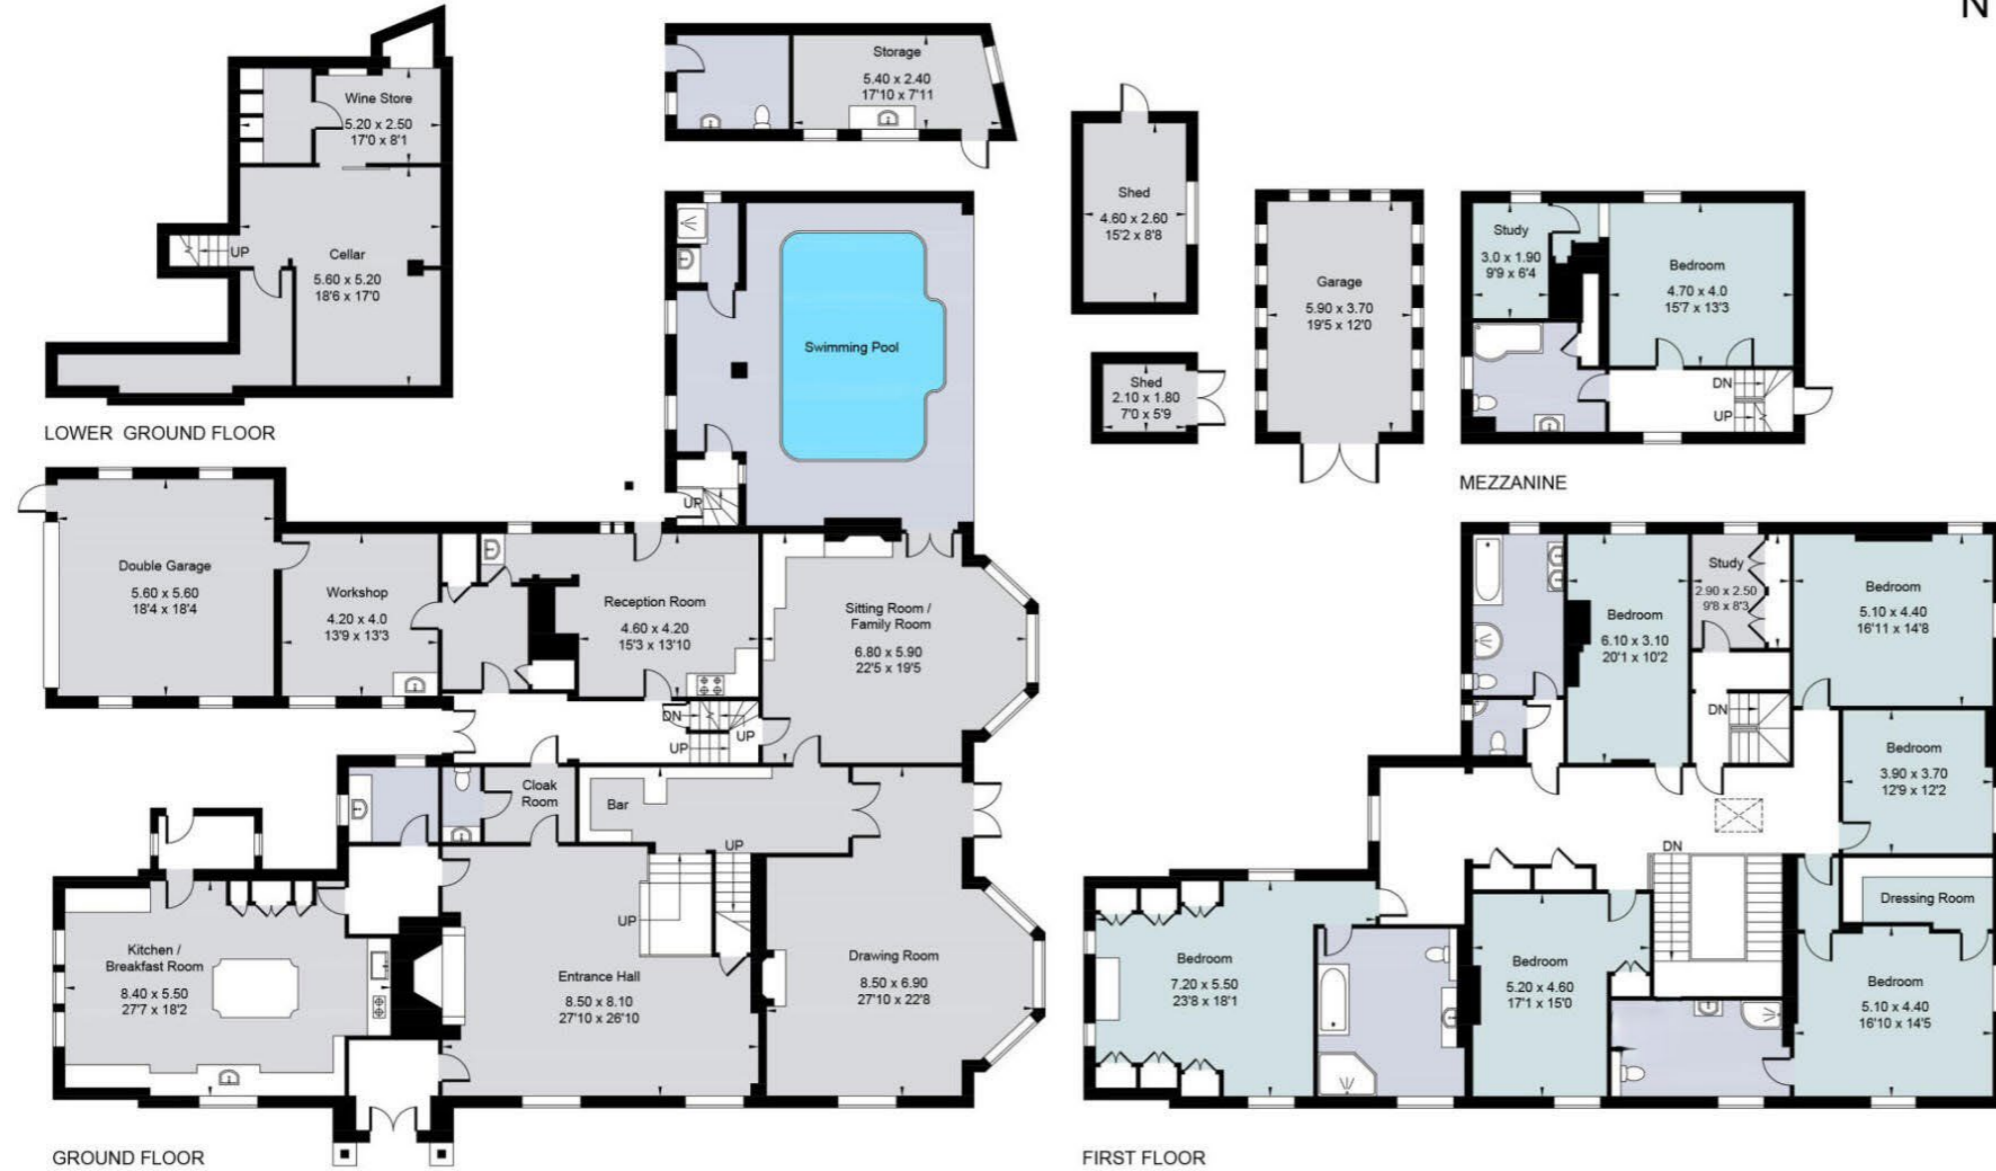 N
Wine Store
5.20 x 2.50
17'0 x 8'1
UP
Cellar
5.60 x 5.20
18'6 x 17'0
LOWER GROUND FLOOR
Storage
5.40 x 2.40
17'10 x 7'11
Swimming Pool
UP
Shed
4.60 x 2.60
15'2 x 8'8
Shed
2.10 x 1.80
7'0 x 5'9
Garage
5.90 x 3.70
19'5 x 12'0
Study
3.0 x 1.90
9'9 x 6'4
Bedroom
4.70 x 4.0
15'7 x 13'3
DN
UP
MEZZANINE
Double Garage
5.60 x 5.60
18'4 x 18'4
Workshop
4.20 x 4.0
13'9 x 13'3
Reception Room
4.60 x 4.20
15'3 x 13'10
Sitting Room /
Family Room
6.80 x 5.90
22'5 x 19'5
DN
UP
UP
Cloak
Room
Bar
UP
UP
Kitchen /
Breakfast Room
8.40 x 5.50
27'7 x 18'2
Entrance Hall
8.50 x 8.10
27'10 x 26'10
Drawing Room
8.50 x 6.90
27'10 x 22'8
GROUND FLOOR
Bedroom
6.10 x 3.10
20'1 x 10'2
Study
2.90 x 2.50
9'8 x 8'3
Bedroom
5.10 x 4.40
16'11 x 14'8
DN
Bedroom
3.90 x 3.70
12'9 x 12'2
DN
Dressing Room
Bedroom
7.20 x 5.50
23'8 x 18'1
Bedroom
5.20 x 4.60
17'1 x 15'0
Bedroom
5.10 x 4.40
16'10 x 14'5
FIRST FLOOR